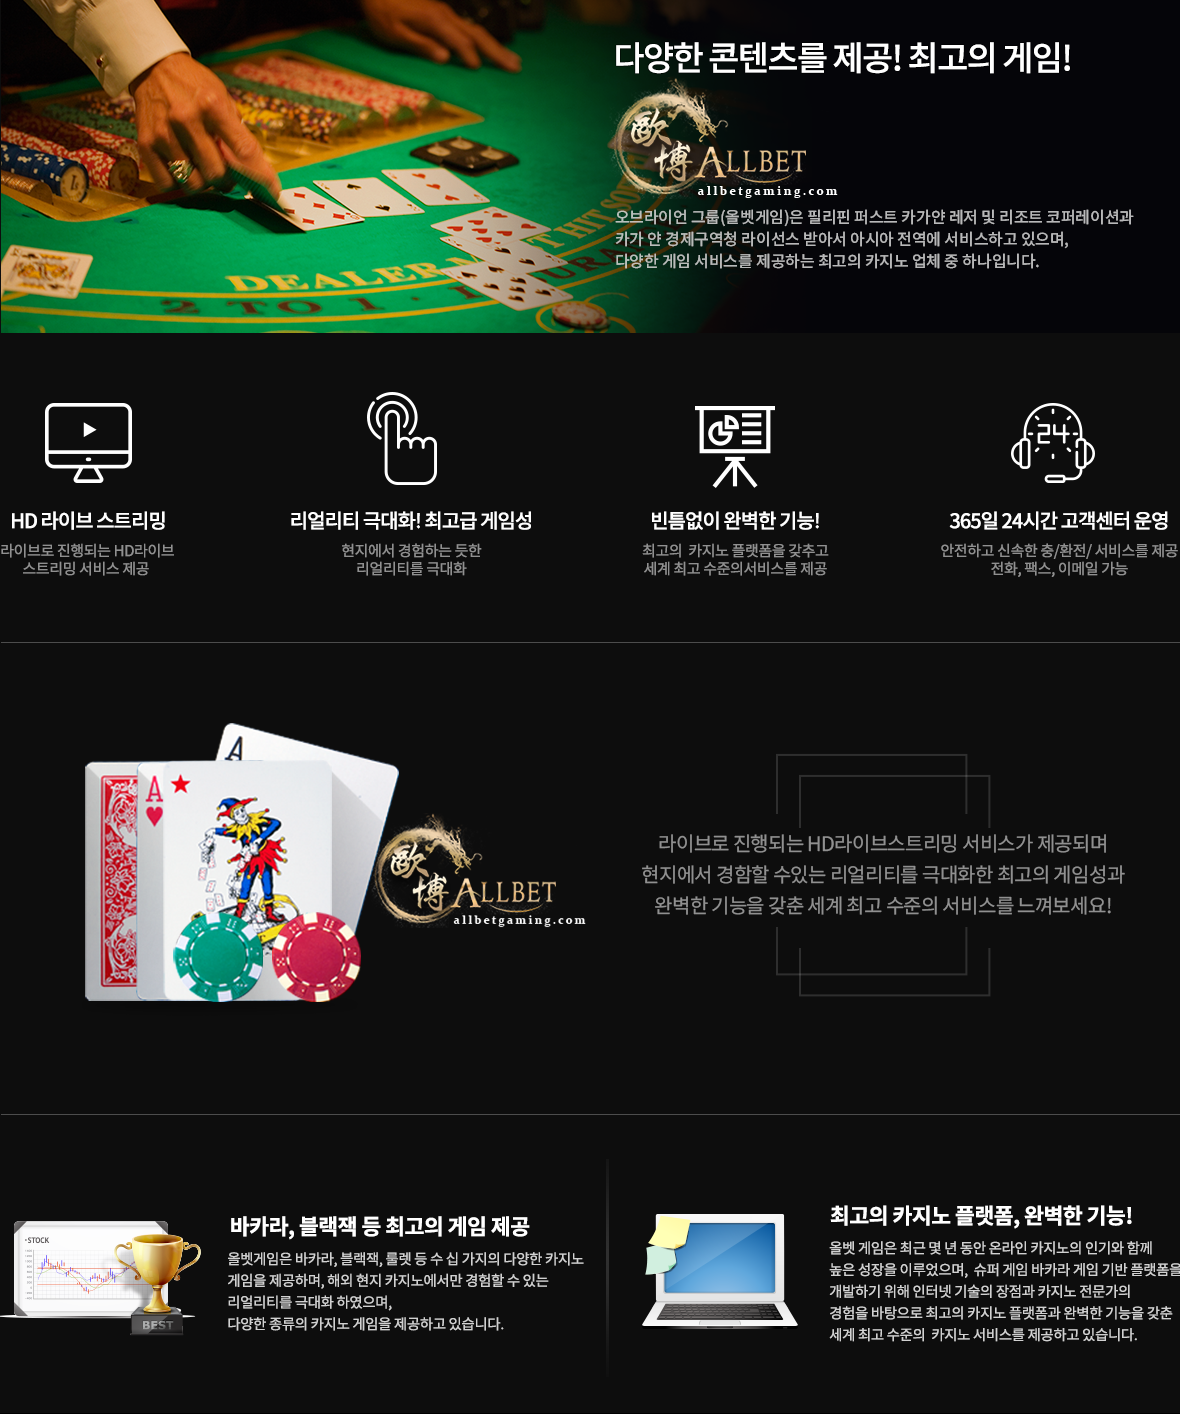 다양한 콘텐츠를 제공! 최고의 게임!
歐博 ALLBET
allbetgaming.com
오브라이언 그룹(올벳게임)은 필리핀 퍼스트 카가얀 레저 및 리조트 코퍼레이션과
카가 얀 경제구역청 라이선스 받아서 아시아 전역에 서비스하고 있으며,
다양한 게임 서비스를 제공하는 최고의 카지노 업체 중 하나입니다.
DEALER
2 TO 1
HD 라이브 스트리밍
라이브로 진행되는 HD라이브
스트리밍 서비스 제공
리얼리티 극대화! 최고급 게임성
현지에서 경험하는 듯한
리얼리티를 극대화
빈틈없이 완벽한 기능!
최고의 카지노 플랫폼을 갖추고
세계 최고 수준의서비스를 제공
24
365일 24시간 고객센터 운영
안전하고 신속한 충/환전/ 서비스를 제공
전화, 팩스, 이메일 가능
A
A
歐博 ALLBET
allbetgaming.com
라이브로 진행되는 HD라이브스트리밍 서비스가 제공되며
현지에서 경함할 수있는 리얼리티를 극대화한 최고의 게임성과
완벽한 기능을 갖춘 세계 최고 수준의 서비스를 느껴보세요!
STOCK
BEST
바카라, 블랙잭 등 최고의 게임 제공
올벳게임은 바카라, 블랙잭, 룰렛 등 수 십 가지의 다양한 카지노
게임을 제공하며, 해외 현지 카지노에서만 경험할 수 있는
리얼리티를 극대화 하였으며,
다양한 종류의 카지노 게임을 제공하고 있습니다.
최고의 카지노 플랫폼, 완벽한 기능!
올벳 게임은 최근 몇 년 동안 온라인 카지노의 인기와 함께
높은 성장을 이루었으며, 슈퍼 게임 바카라 게임 기반 플랫폼을
개발하기 위해 인터넷 기술의 장점과 카지노 전문가의
경험을 바탕으로 최고의 카지노 플랫폼과 완벽한 기능을 갖춘
세계 최고 수준의 카지노 서비스를 제공하고 있습니다.